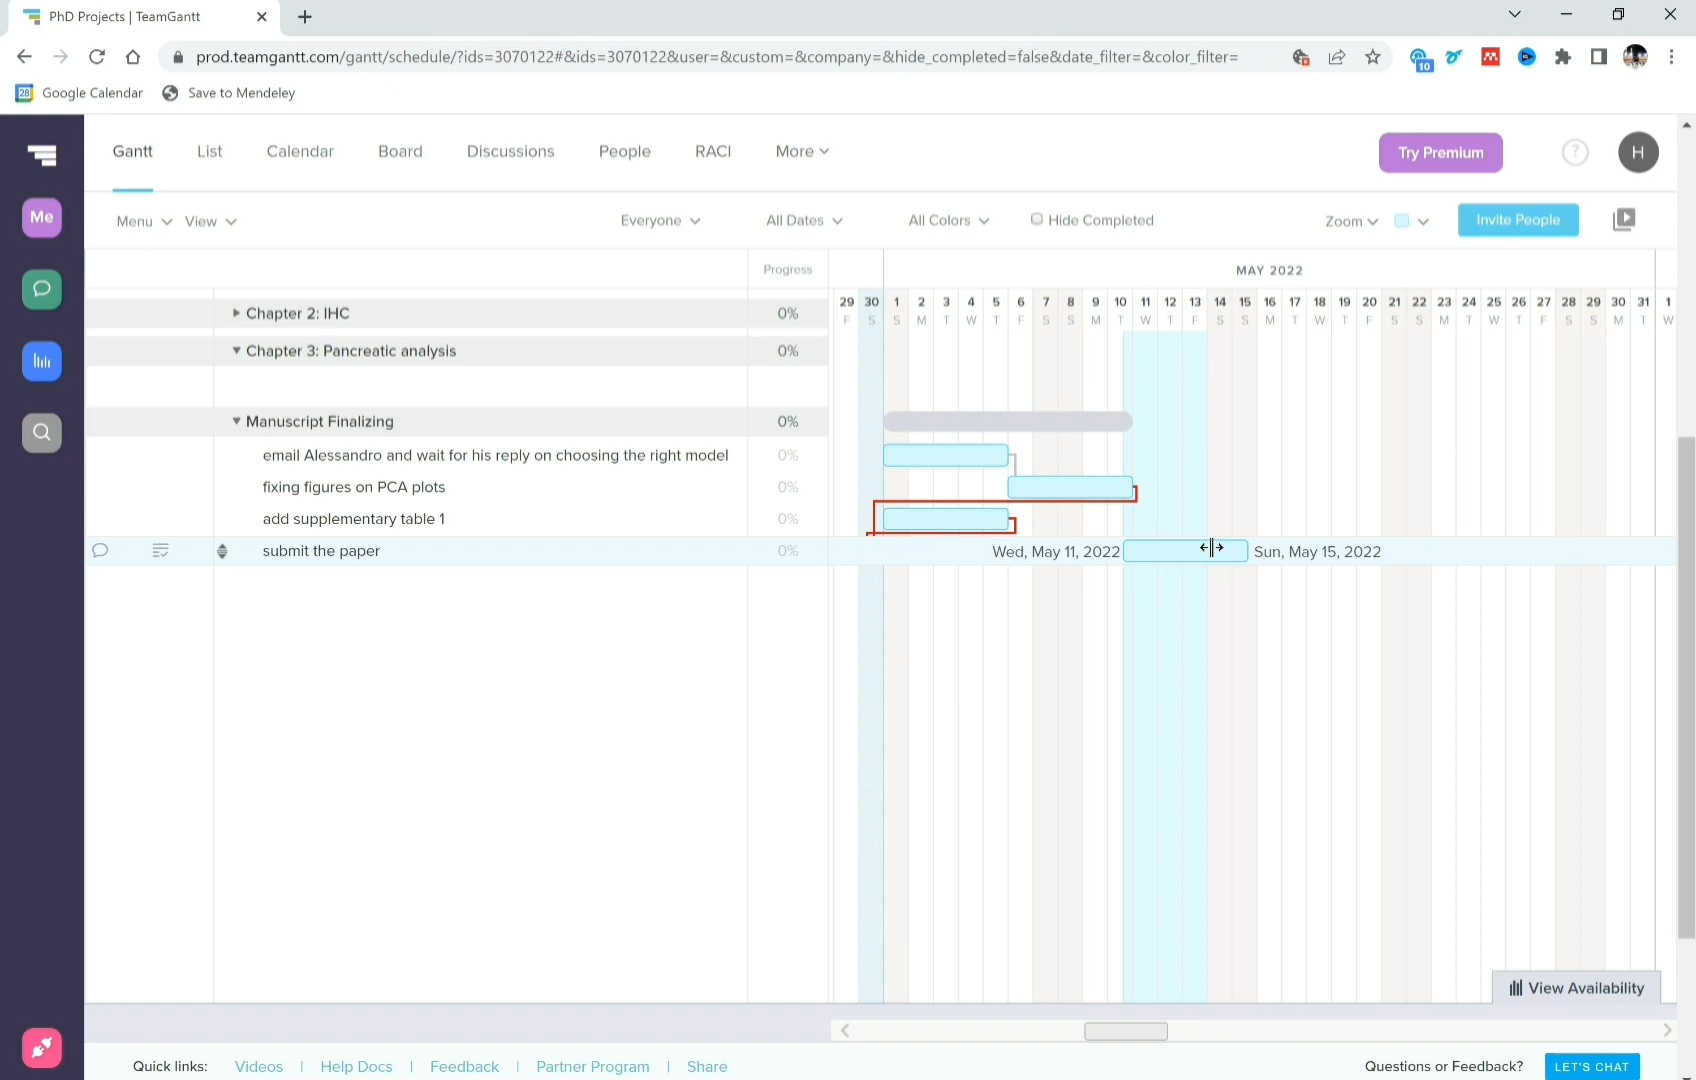 PhD Projects | TeamGantt
prod.teamgantt.com/gantt/schedule/?ids=3070122#&ids=3070122&user=&custom=&company=&hide_completed=false&date_filter=&color_filter=
10
28 Google Calendar Save to Mendeley
Gantt List Calendar Board Discussions People RACI More Try Premium ? H
Me
Menu View Everyone All Dates All Colors Hide Completed Zoom Invite People
Progress MAY 2022
29 30 1 2 3 4 5 6 7 8 9 10 11 12 13 14 15 16 17 18 19 20 21 22 23 24 25 26 27 28 29 30 31 1
F S S M T W T F S S M T W T F S S M T W T F S S M T W T F S S M T W
Chapter 2: IHC 0%
Chapter 3: Pancreatic analysis 0%
Manuscript Finalizing 0%
email Alessandro and wait for his reply on choosing the right model 0%
fixing figures on PCA plots 0%
add supplementary table 1 0%
submit the paper 0% Wed, May 11, 2022 Sun, May 15, 2022
View Availability
Quick links: Videos | Help Docs | Feedback | Partner Program | Share Questions or Feedback? LET'S CHAT